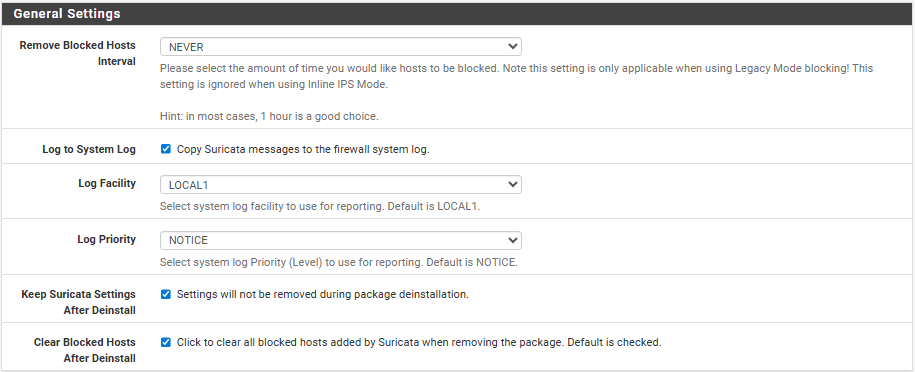 General Settings
Remove Blocked Hosts
Interval
NEVER
Please select the amount of time you would like hosts to be blocked. Note this setting is only applicable when using Legacy Mode blocking! This
setting is ignored when using Inline IPS Mode.
Hint: in most cases, 1 hour is a good choice.
Log to System Log
Copy Suricata messages to the firewall system log.
Log Facility
LOCAL1
Select system log facility to use for reporting. Default is LOCAL1.
Log Priority
NOTICE
Select system log Priority (Level) to use for reporting. Default is NOTICE.
Keep Suricata Settings
After Deinstall
Settings will not be removed during package deinstallation.
Clear Blocked Hosts
After Deinstall
Click to clear all blocked hosts added by Suricata when removing the package. Default is checked.